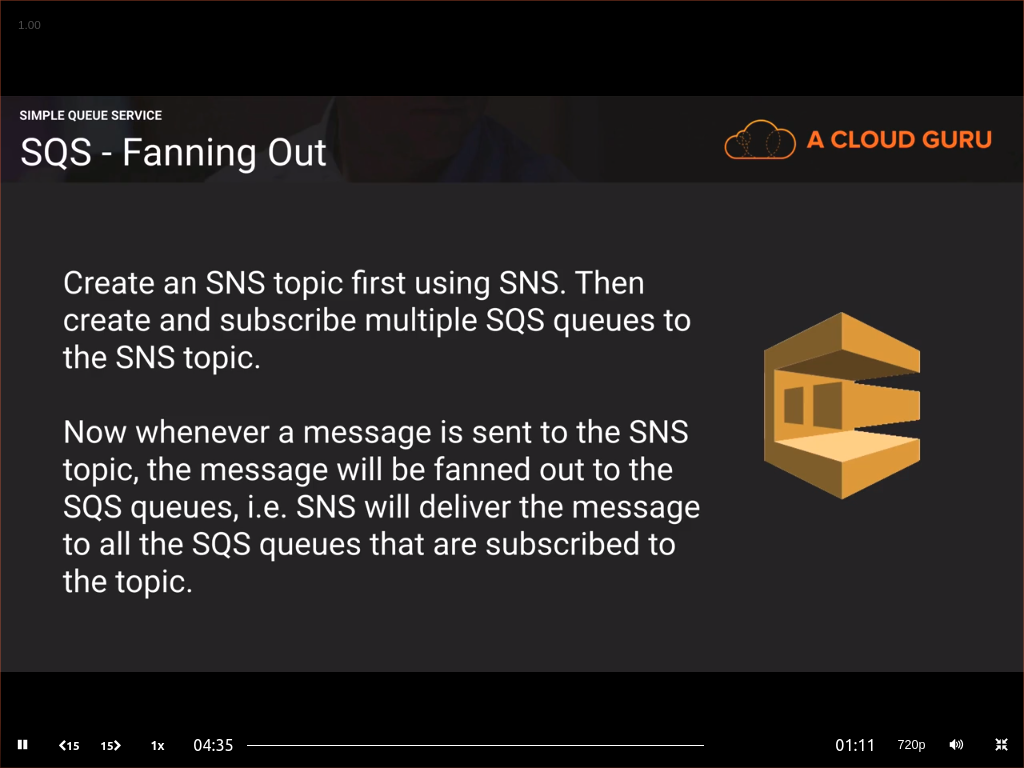 1.00
SIMPLE QUEUE SERVICE
SQS - Fanning Out
A CLOUD GURU
Create an SNS topic first using SNS. Then
create and subscribe multiple SQS queues to
the SNS topic.
Now whenever a message is sent to the SNS
topic, the message will be fanned out to the
SQS queues, i.e. SNS will deliver the message
to all the SQS queues that are subscribed to
the topic.
15 15 1x 04:35 01:11 720p